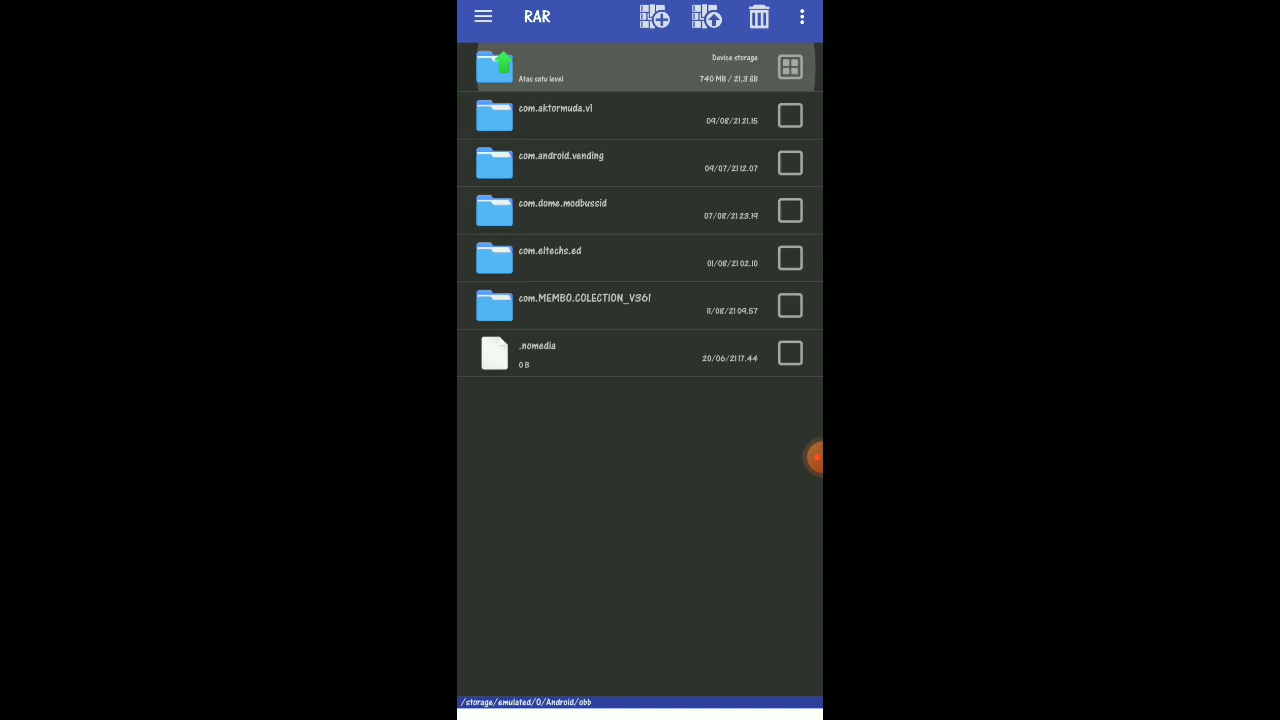 RAR
Device storage
Atas satu level 740 MB / 21,3 GB
com.aktormuda.v1
09/08/21 21.15
com.android.vending
09/07/21 12.07
com.dome.modbussid
07/08/21 23.19
com.eltechs.ed
01/08/21 02.10
com.MEMBO.COLECTION_V361
11/08/21 09.57
.nomedia
0 B 20/06/21 17.44
/storage/emulated/0/Android/obb